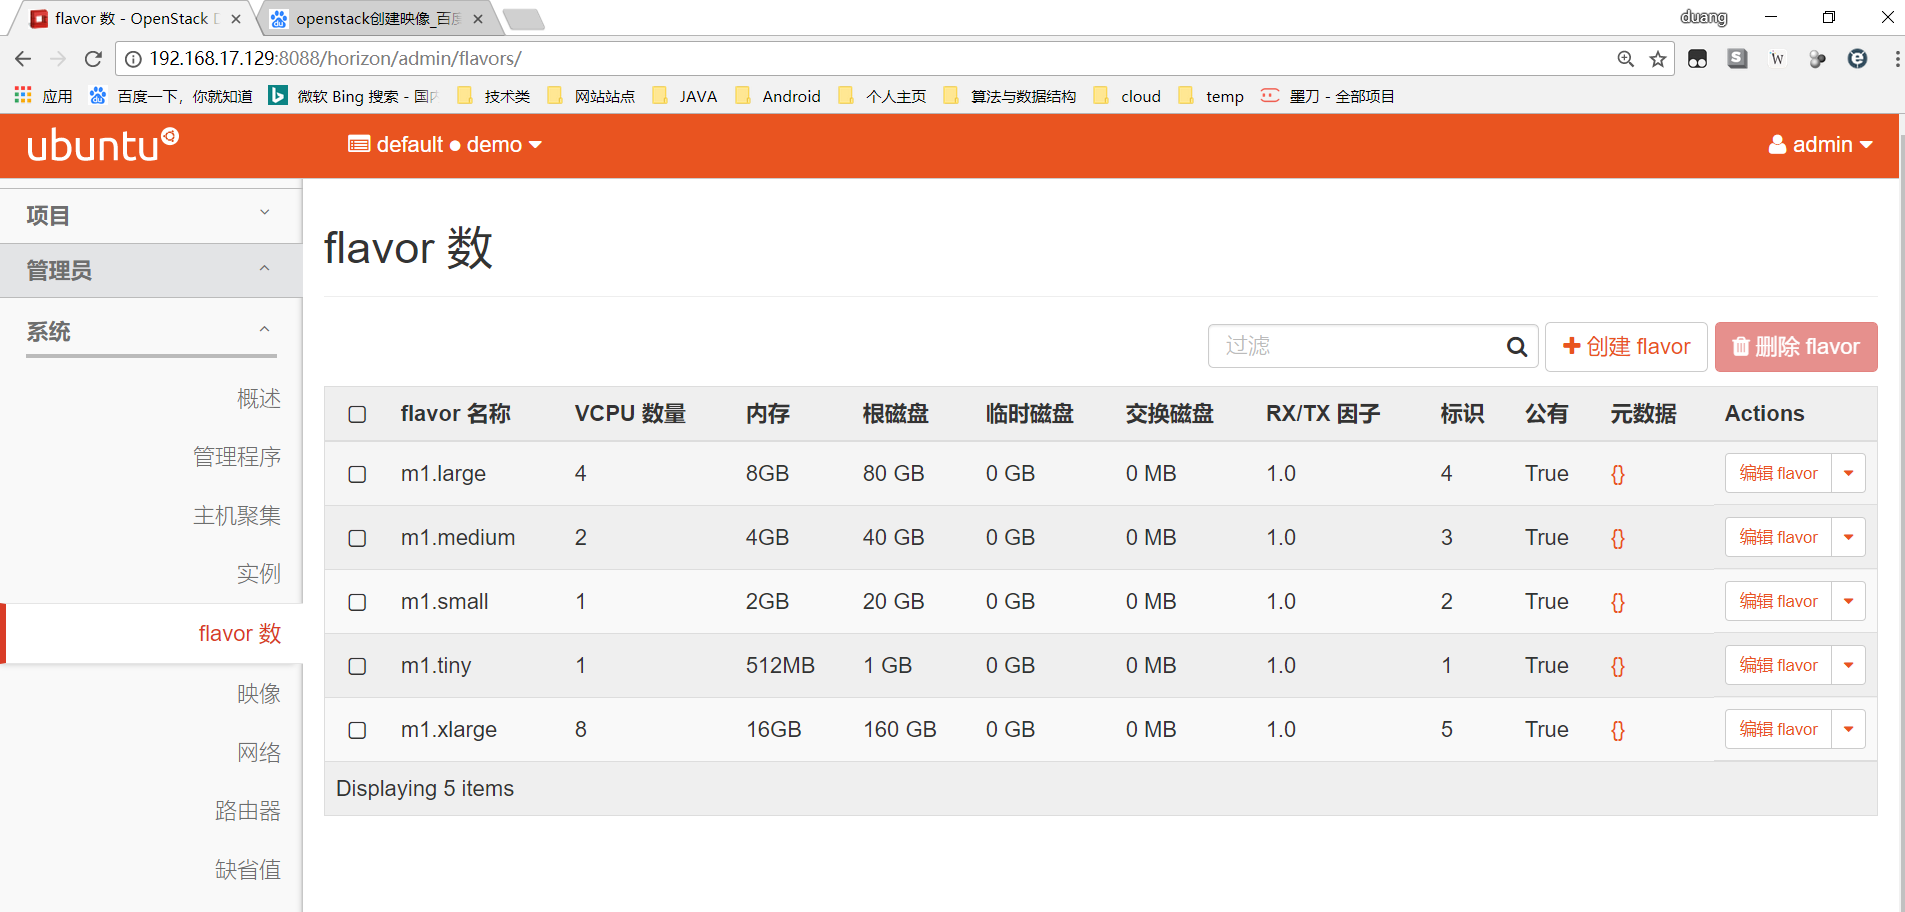 flavor 数 - OpenStack D
openstack创建映像_百度
duang
192.168.17.129:8088/horizon/admin/flavors/
应用 百度一下，你就知道 微软 Bing 搜索 - 国内 技术类 网站站点 JAVA Android 个人主页 算法与数据结构 cloud temp 墨刀 - 全部项目
ubuntu default ● demo admin
项目
管理员
系统
概述
管理程序
主机聚集
实例
flavor 数
映像
网络
路由器
缺省值
flavor 数
过滤 创建 flavor 删除 flavor
flavor 名称 VCPU 数量 内存 根磁盘 临时磁盘 交换磁盘 RX/TX 因子 标识 公有 元数据 Actions
m1.large 4 8GB 80 GB 0 GB 0 MB 1.0 4 True {} 编辑 flavor
m1.medium 2 4GB 40 GB 0 GB 0 MB 1.0 3 True {} 编辑 flavor
m1.small 1 2GB 20 GB 0 GB 0 MB 1.0 2 True {} 编辑 flavor
m1.tiny 1 512MB 1 GB 0 GB 0 MB 1.0 1 True {} 编辑 flavor
m1.xlarge 8 16GB 160 GB 0 GB 0 MB 1.0 5 True {} 编辑 flavor
Displaying 5 items